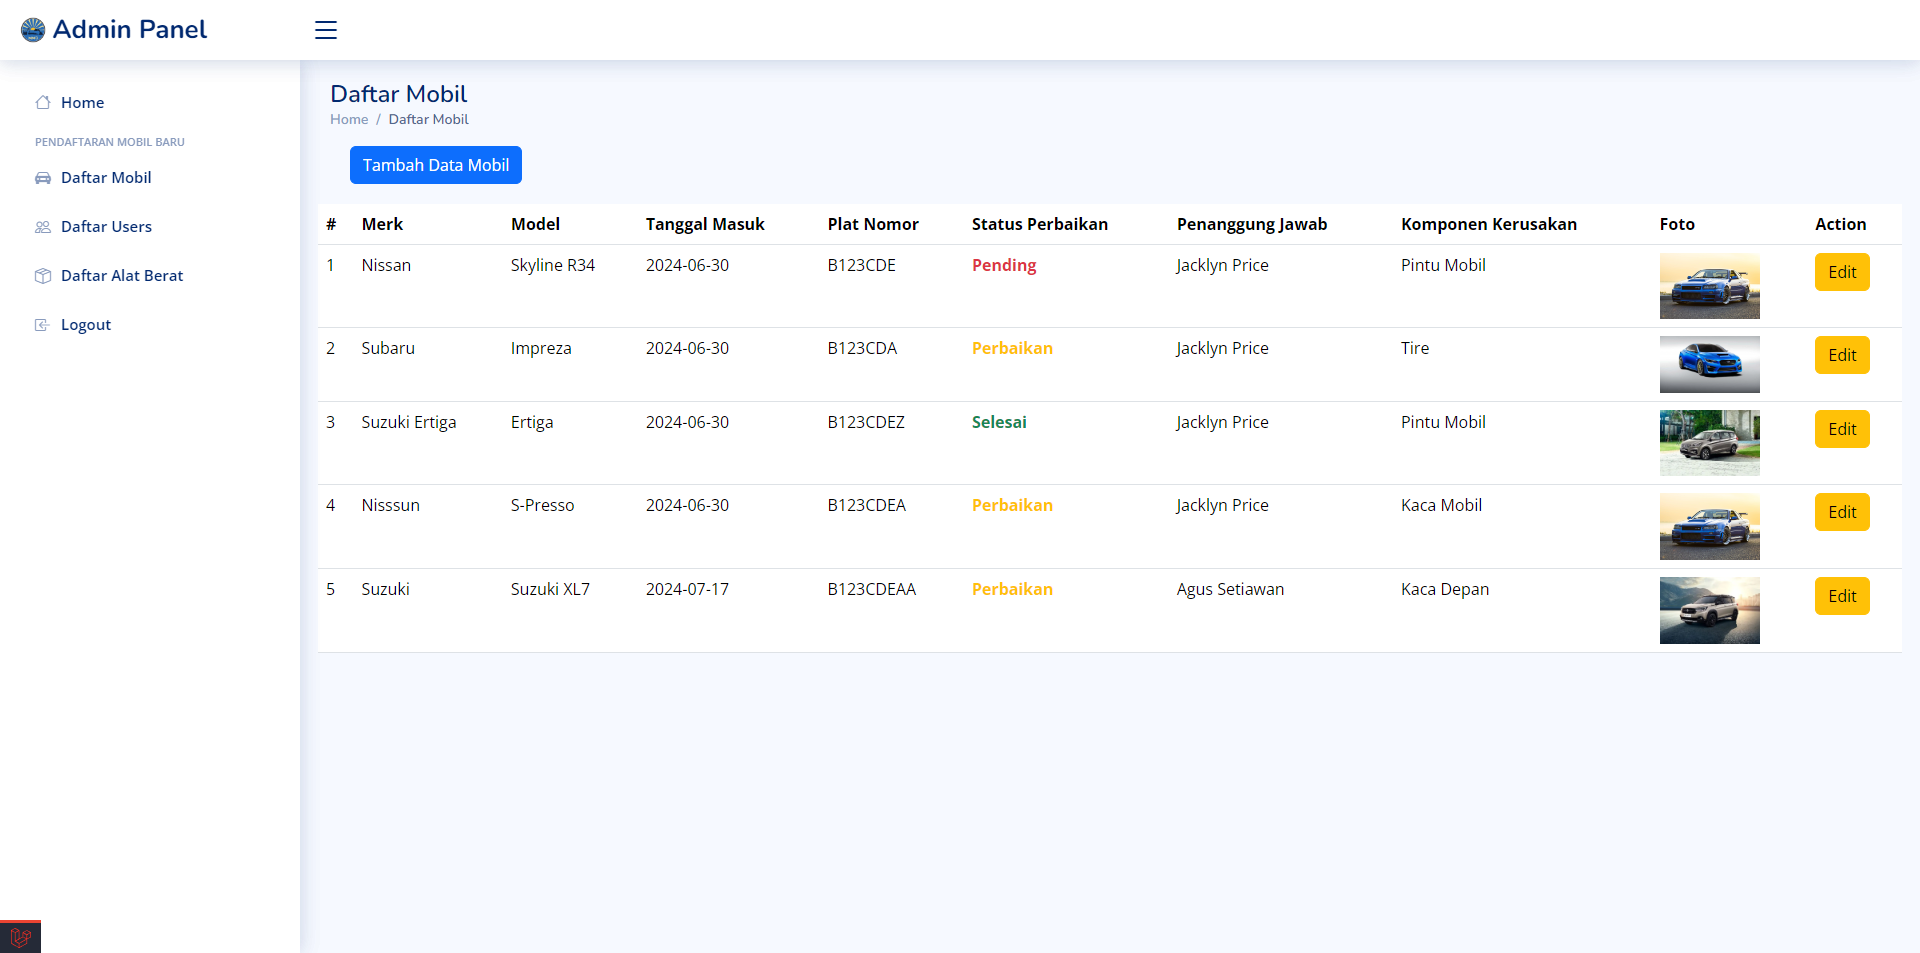 Admin Panel
Home
PENDAFTARAN MOBIL BARU
Daftar Mobil
Daftar Users
Daftar Alat Berat
Logout
Daftar Mobil
Home / Daftar Mobil
Tambah Data Mobil
# Merk Model Tanggal Masuk Plat Nomor Status Perbaikan Penanggung Jawab Komponen Kerusakan Foto Action
1 Nissan Skyline R34 2024-06-30 B123CDE Pending Jacklyn Price Pintu Mobil Edit
2 Subaru Impreza 2024-06-30 B123CDA Perbaikan Jacklyn Price Tire Edit
3 Suzuki Ertiga Ertiga 2024-06-30 B123CDEZ Selesai Jacklyn Price Pintu Mobil Edit
4 Nisssun S-Presso 2024-06-30 B123CDEA Perbaikan Jacklyn Price Kaca Mobil Edit
5 Suzuki Suzuki XL7 2024-07-17 B123CDEAA Perbaikan Agus Setiawan Kaca Depan Edit